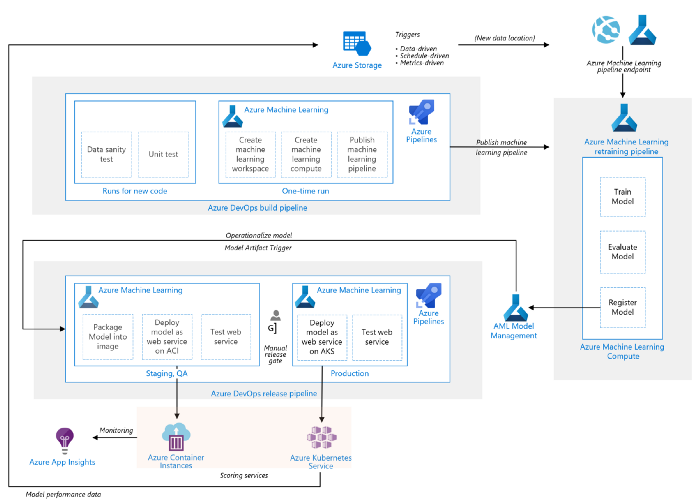 Triggers
• Data-driven
• Schedule-driven
• Metrics-driven
Azure Storage
(New data location)
Azure Machine Learning
pipeline endpoint
Azure Machine Learning
Data sanity
test
Unit test
Create
machine
learning
workspace
Create
machine
learning
compute
Publish
machine
learning
pipeline
Azure
Pipelines
Runs for new code
One-time run
Azure DevOps build pipeline
Publish machine
learning pipeline
Azure Machine Learning
retraining pipeline
Train
Model
Evaluate
Model
Register
Model
Azure Machine Learning
Compute
Operationalize model
Model Artifact Trigger
AML Model
Management
Azure Machine Learning
Package
Model into
image
Deploy
model as
web service
on ACI
Test web
service
Staging, QA
G]
Manual
release
gate
Azure Machine Learning
Deploy
model as
web service
on AKS
Test web
service
Production
Azure
Pipelines
Azure DevOps release pipeline
Monitoring
Azure App Insights
Azure Container
Instances
Azure Kubernetes
Service
Scoring services
Model performance data